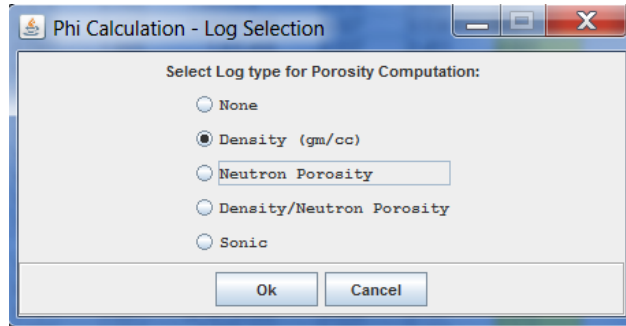 Phi Calculation - Log Selection
Select Log type for Porosity Computation:
None
Density (gm/cc)
Neutron Porosity
Density/Neutron Porosity
Sonic
Ok Cancel